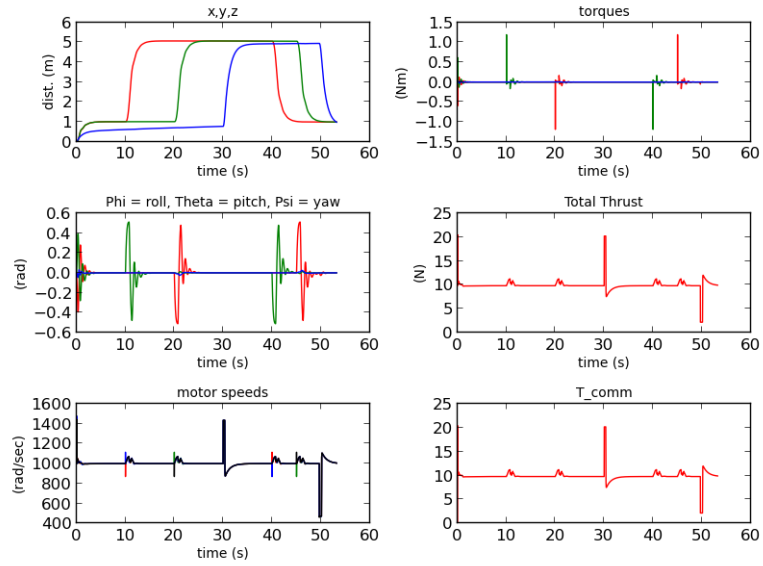 x,y,z
dist. (m)
6
5
4
3
2
1
0
0 10 20 30 40 50 60
time (s)
torques
(Nm)
1.5
1.0
0.5
0.0
−0.5
−1.0
−1.5
0 10 20 30 40 50 60
time (s)
Phi = roll, Theta = pitch, Psi = yaw
(rad)
0.6
0.4
0.2
0.0
−0.2
−0.4
−0.6
0 10 20 30 40 50 60
time (s)
Total Thrust
(N)
25
20
15
10
5
0
0 10 20 30 40 50 60
time (s)
motor speeds
(rad/sec)
1600
1400
1200
1000
800
600
400
0 10 20 30 40 50 60
time (s)
T_comm
25
20
15
10
5
0
0 10 20 30 40 50 60
time (s)